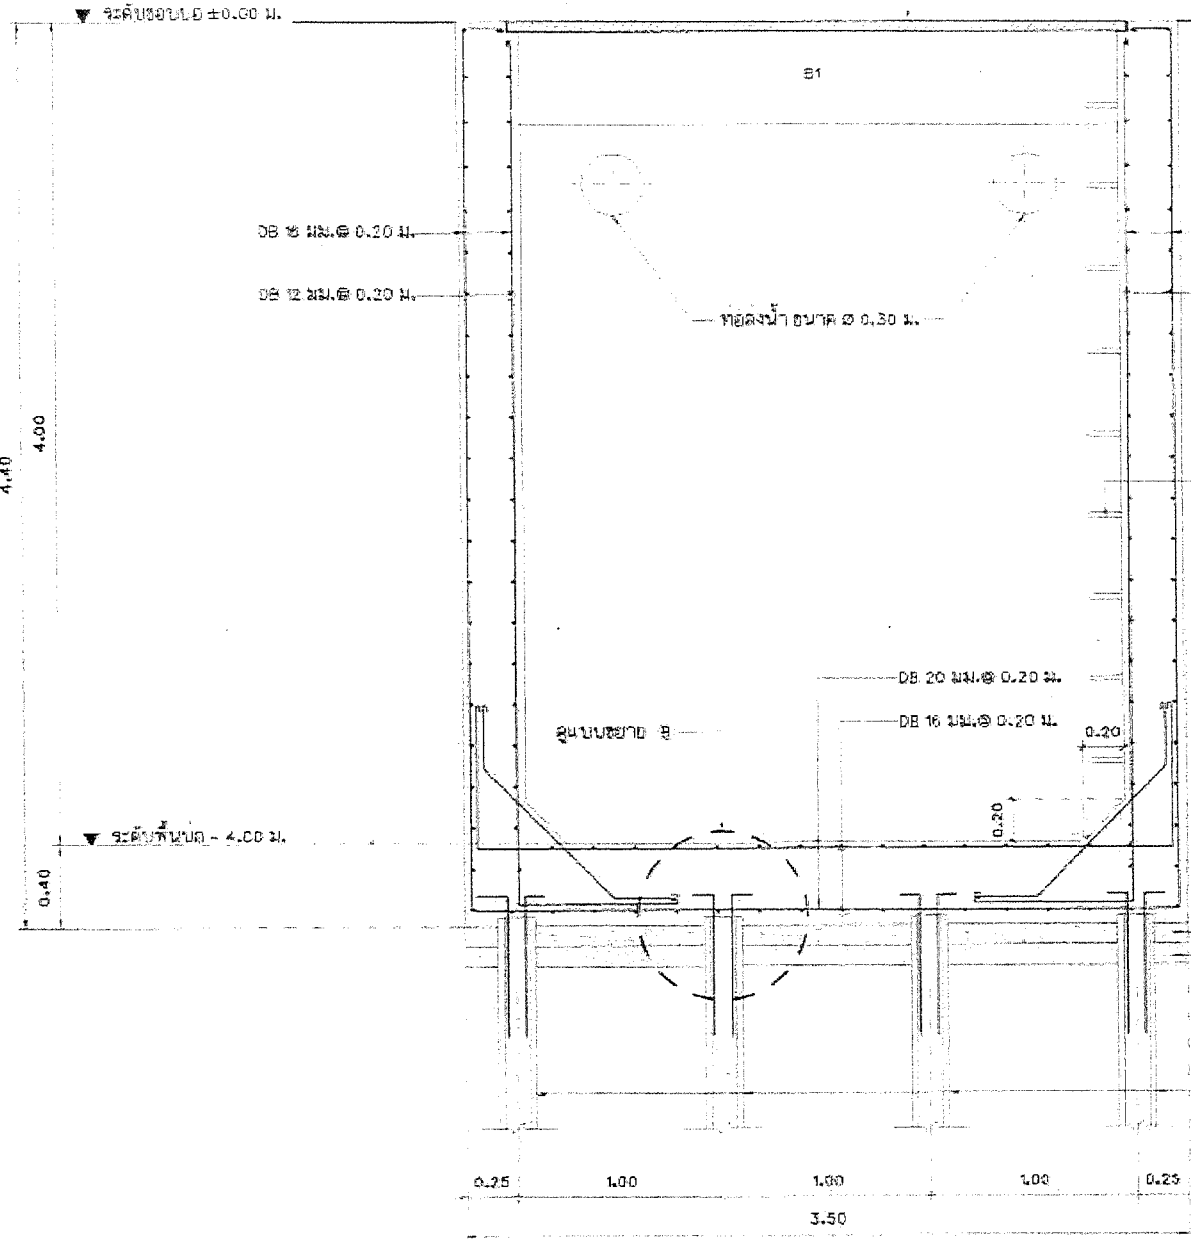 ระดับขอบบ่อ ±0.00 ม.
B1
DB 16 มม.@ 0.20 ม.
DB 12 มม.@ 0.20 ม.
ท่อส่งน้ำ ขนาด Ø 0.30 ม.
4.00
4.40
DB 20 มม.@ 0.20 ม.
DB 16 มม.@ 0.20 ม.
ดูแบบขยาย B
0.20
0.20
ระดับพื้นบ่อ - 4.00 ม.
0.40
0.25 1.00 1.00 1.00 0.25
3.50